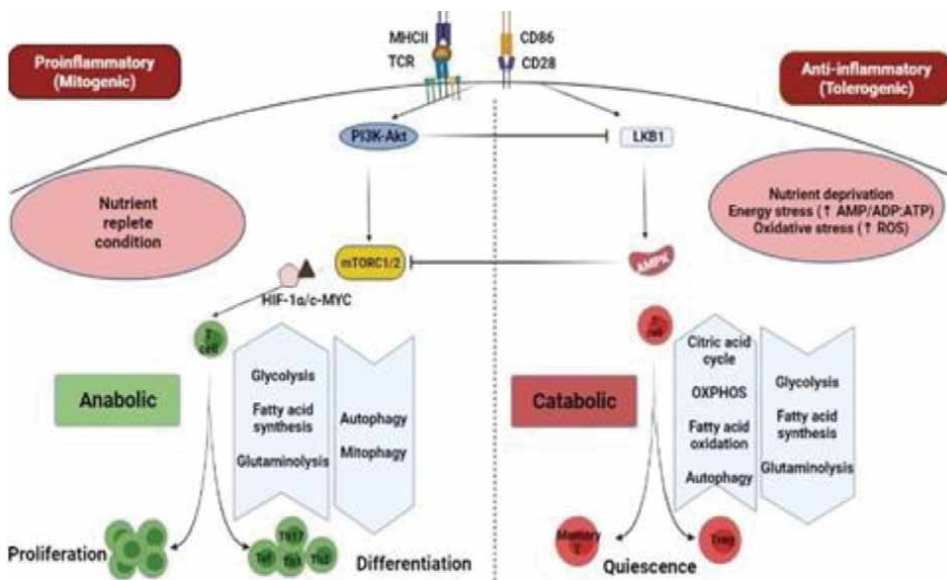 MHCII
TCR
CD86
CD28
Proinflammatory
(Mitogenic)
Anti-inflammatory
(Tolerogenic)
PI3K-Akt
LKB1
Nutrient
replete
condition
Nutrient deprivation
Energy stress (↑ AMP/ADP:ATP)
Oxidative stress (↑ ROS)
mTORC1/2
AMPK
HIF-1α/c-MYC
T
cell
cell
Anabolic
Glycolysis
Fatty acid
synthesis
Glutaminolysis
Autophagy
Mitophagy
Catabolic
Citric acid
cycle
OXPHOS
Fatty acid
oxidation
Autophagy
Glycolysis
Fatty acid
synthesis
Glutaminolysis
Proliferation
Th17
Th1
Th2
Differentiation
Memory
T
Treg
Quiescence